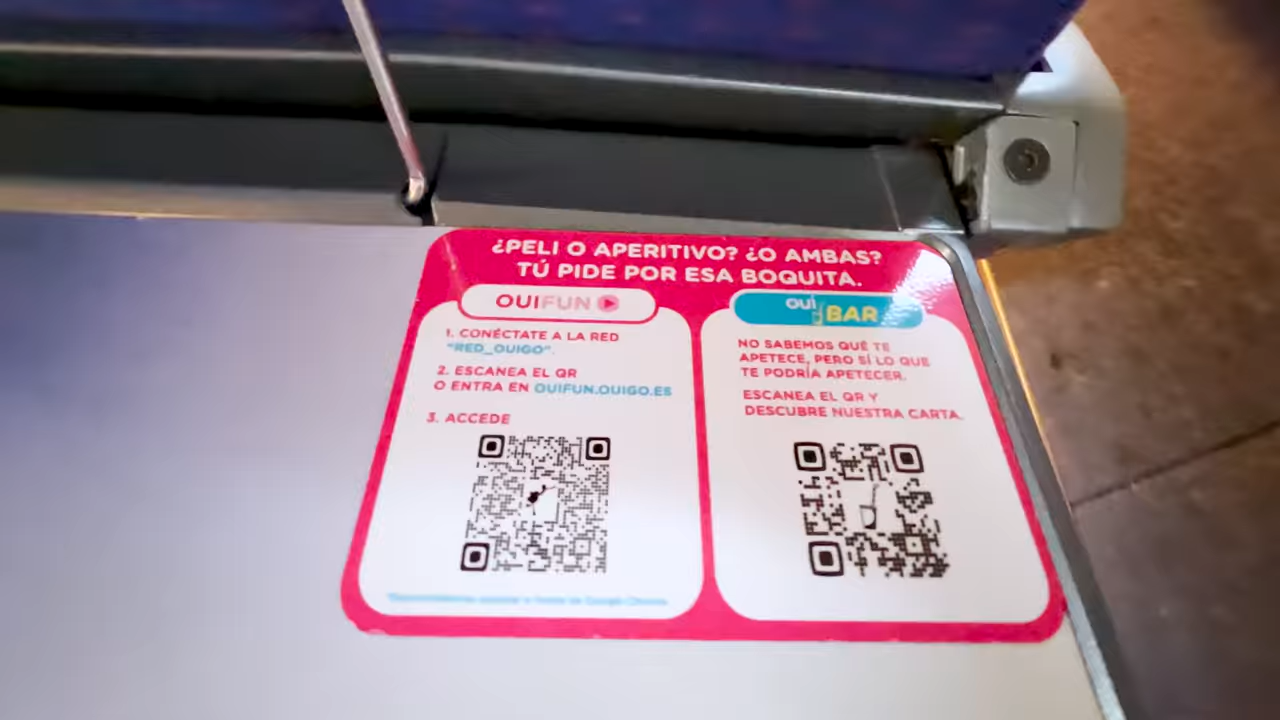 ¿PELI O APERITIVO? ¿O AMBAS?
TÚ PIDE POR ESA BOQUITA.
OUIFUN
1. CONÉCTATE A LA RED
"RED_OUIGO".
2. ESCANEA EL QR
O ENTRA EN OUIFUN.OUIGO.ES
3. ACCEDE
OUI
BAR
NO SABEMOS QUÉ TE
APETECE, PERO SÍ LO QUE
TE PODRÍA APETECER.
ESCANEA EL QR Y
DESCUBRE NUESTRA CARTA.